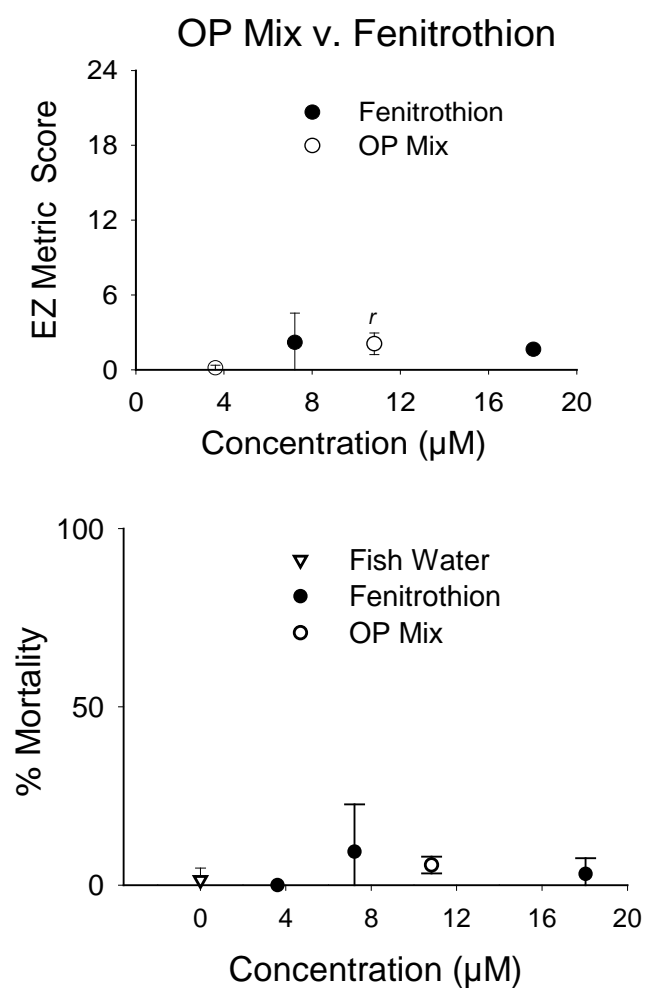 OP Mix v. Fenitrothion
24
18
12
6
0
EZ Metric Score
Fenitrothion
OP Mix
r
0 4 8 12 16 20
Concentration (µM)
100
50
0
% Mortality
Fish Water
Fenitrothion
OP Mix
0 4 8 12 16 20
Concentration (µM)